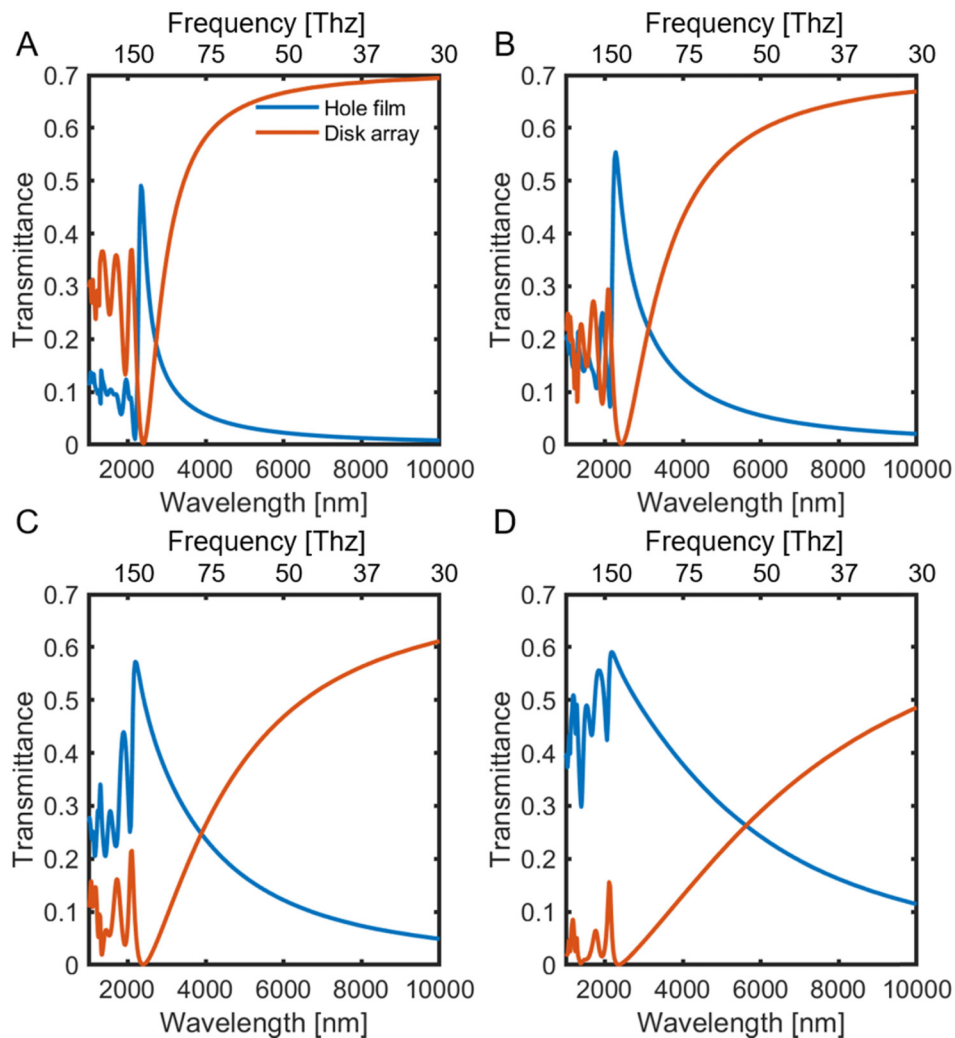 A
Frequency [Thz]
150 75 50 37 30
0.7
0.6
0.5
0.4
0.3
0.2
0.1
0
Transmittance
Hole film
Disk array
2000 4000 6000 8000 10000
Wavelength [nm]
B
Frequency [Thz]
150 75 50 37 30
0.7
0.6
0.5
0.4
0.3
0.2
0.1
0
Transmittance
2000 4000 6000 8000 10000
Wavelength [nm]
C
Frequency [Thz]
150 75 50 37 30
0.7
0.6
0.5
0.4
0.3
0.2
0.1
0
Transmittance
2000 4000 6000 8000 10000
Wavelength [nm]
D
Frequency [Thz]
150 75 50 37 30
0.7
0.6
0.5
0.4
0.3
0.2
0.1
0
Transmittance
2000 4000 6000 8000 10000
Wavelength [nm]